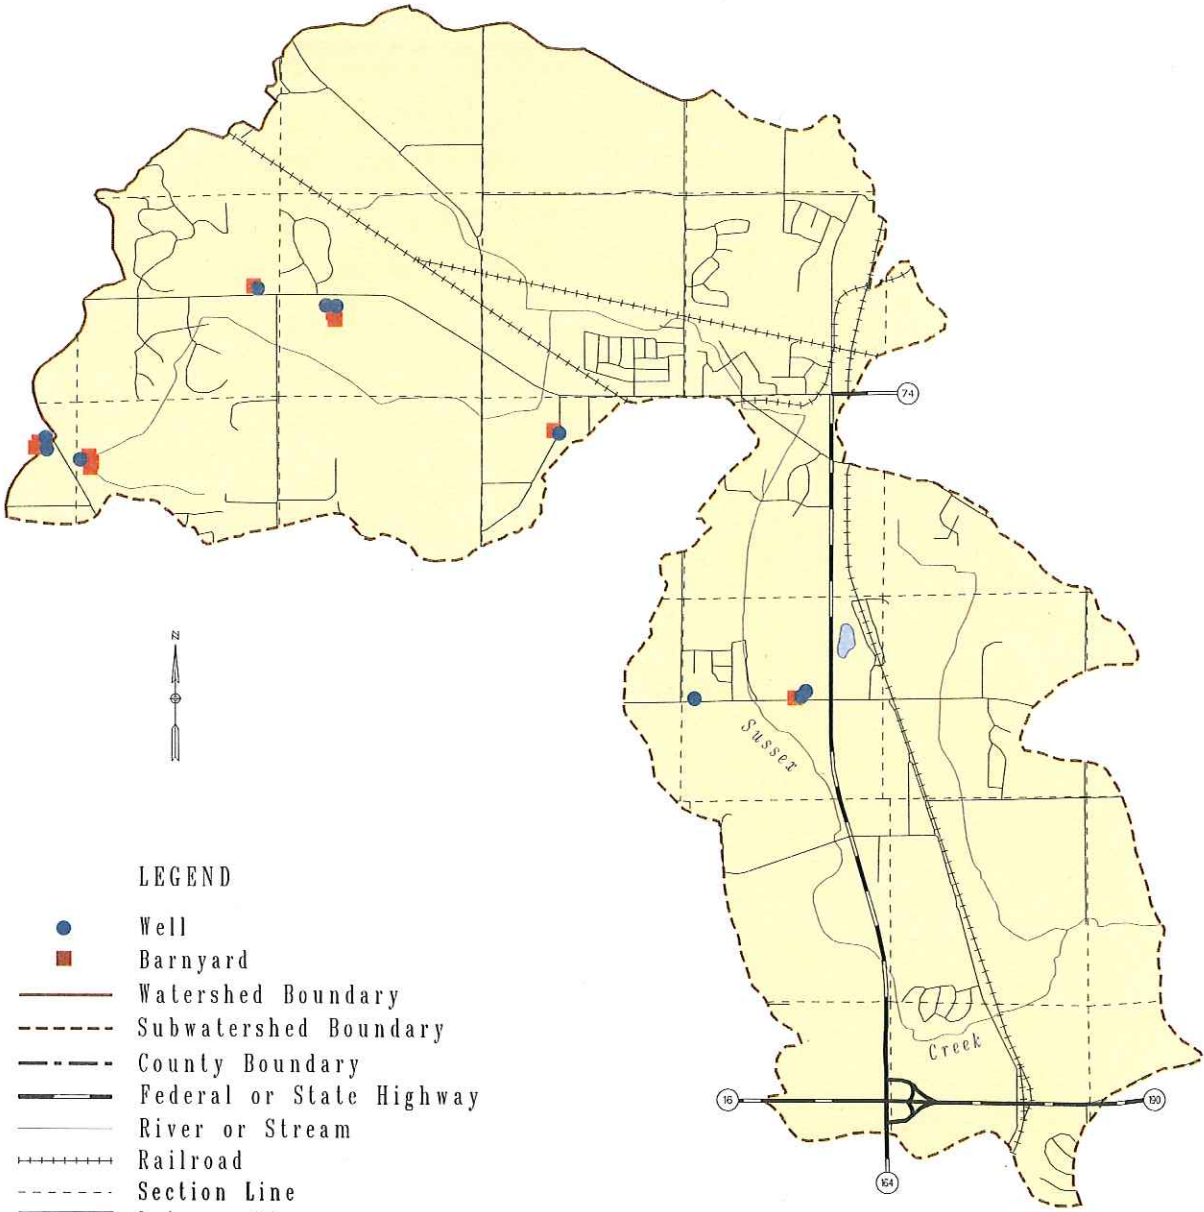 74
N
Sussex
LEGEND
Well
Barnyard
Watershed Boundary
Subwatershed Boundary
County Boundary
Federal or State Highway
River or Stream
Railroad
Section Line
Creek
16
190
164